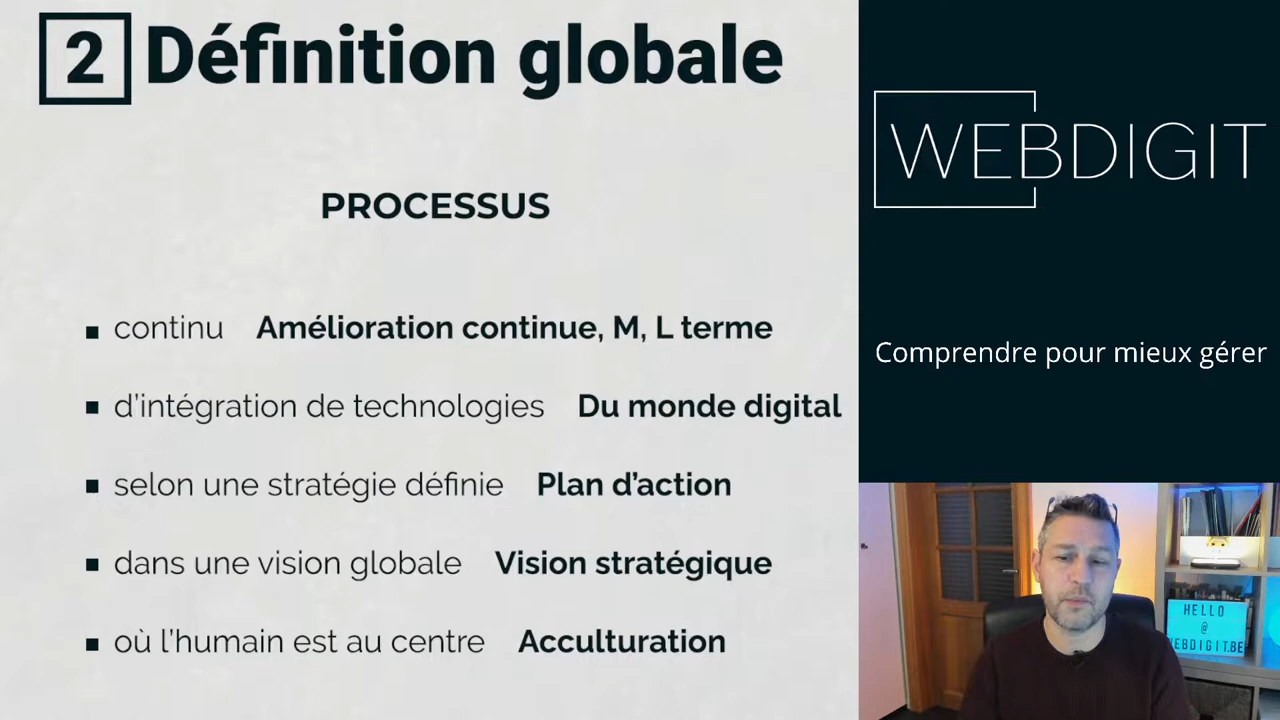 2 Définition globale
PROCESSUS
▪ continu Amélioration continue, M, L terme
▪ d'intégration de technologies Du monde digital
▪ selon une stratégie définie Plan d'action
▪ dans une vision globale Vision stratégique
▪ où l'humain est au centre Acculturation
WEBDIGIT
Comprendre pour mieux gérer
HELLO
@
WEBDIGIT.BE